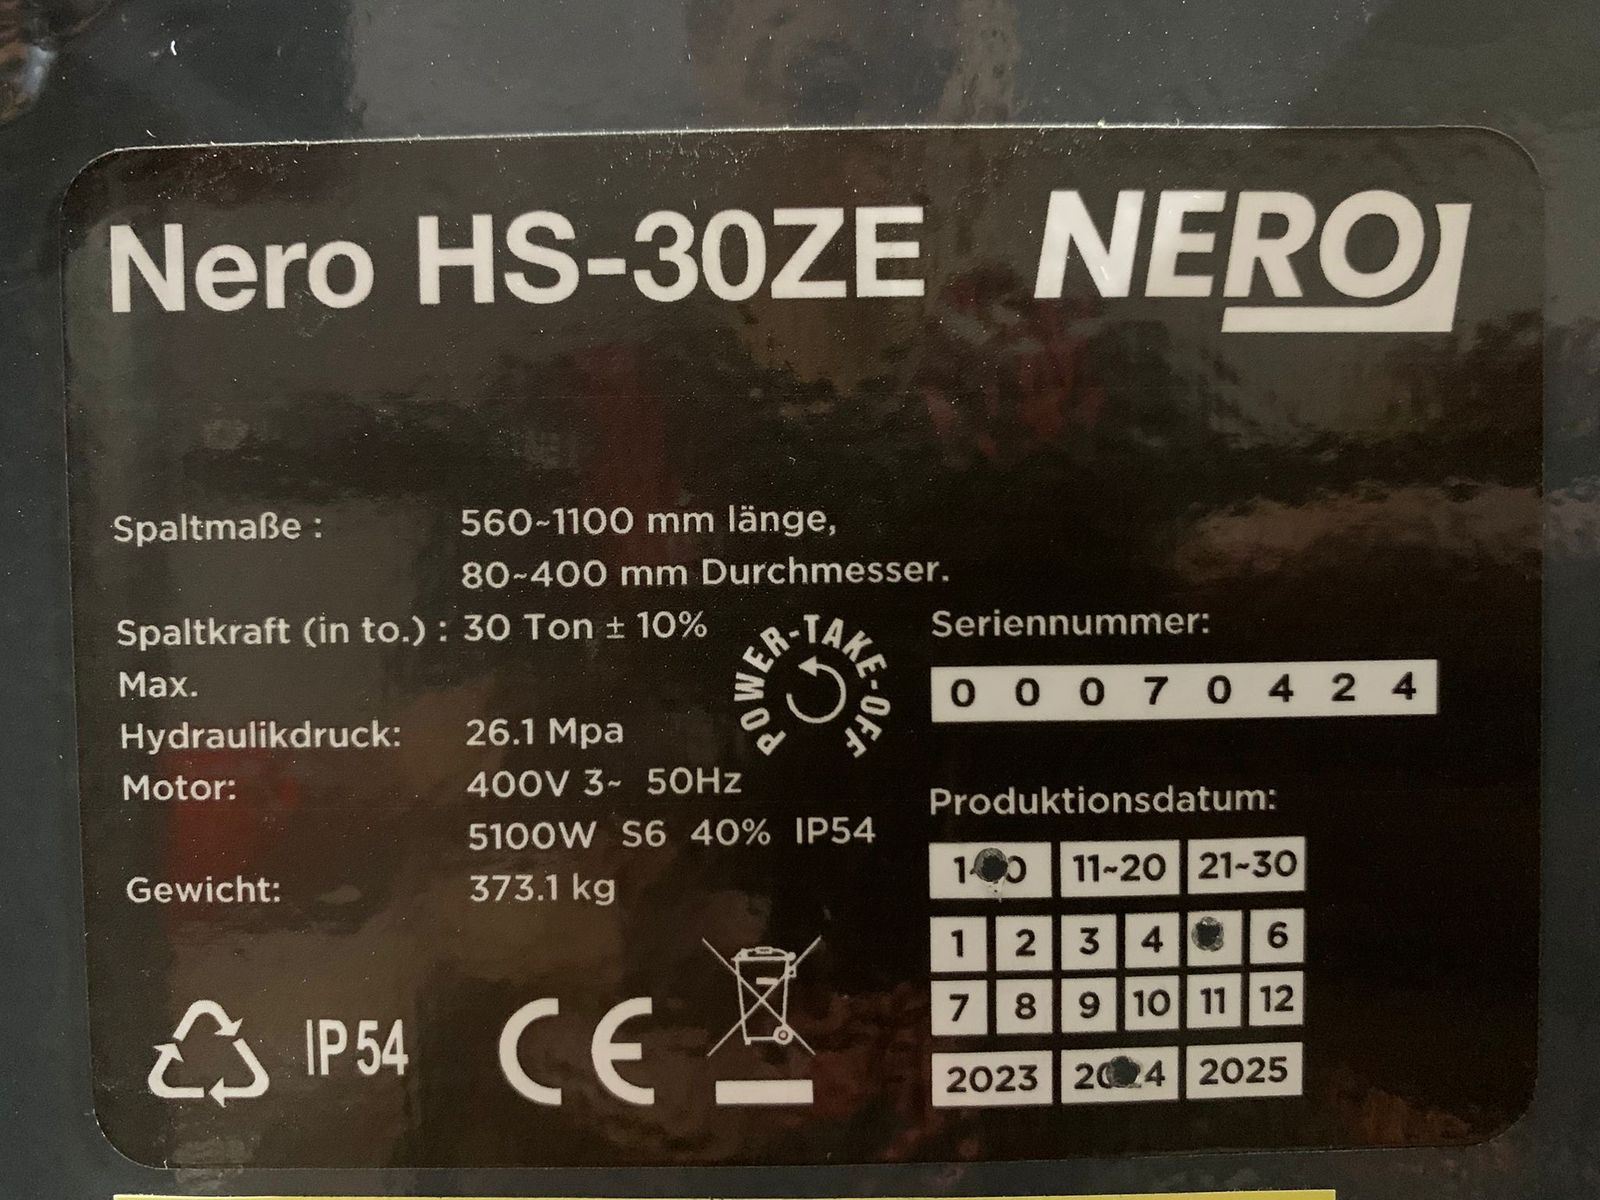 Nero HS-30ZE
NERO
Spaltmaße : 560~1100 mm länge,
80~400 mm Durchmesser.
Spaltkraft (in to.) : 30 Ton ± 10%
Max.
Hydraulikdruck: 26.1 Mpa
Motor: 400V 3~ 50Hz
5100W S6 40% IP54
Gewicht: 373.1 kg
POWER-TAKE-OFF
IP54
CE
Seriennummer:
0 0 0 7 0 4 2 4
Produktionsdatum:
11~20 21~30
1 2 3 4 6
7 8 9 10 11 12
2023 2024 2025